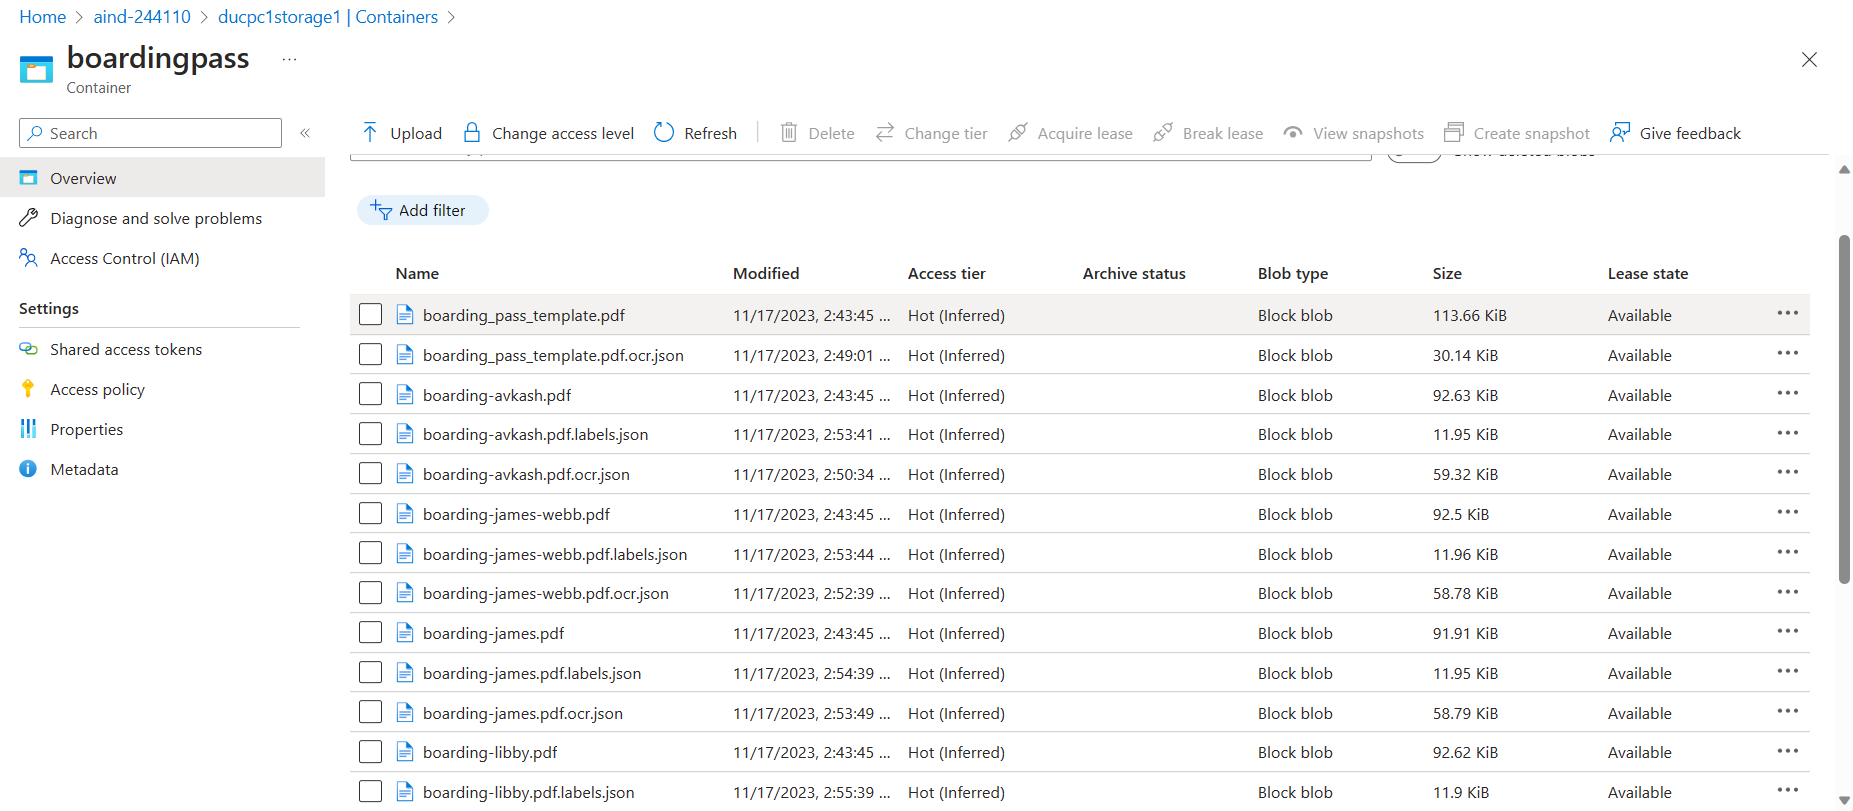 Home > aind-244110 > ducpc1storage1 | Containers >
boardingpass ...
Container
Search «
Upload Change access level Refresh Delete Change tier Acquire lease Break lease View snapshots Create snapshot Give feedback
Overview
Diagnose and solve problems
Access Control (IAM)
Settings
Shared access tokens
Access policy
Properties
Metadata
Show deleted blobs
Add filter
Name Modified Access tier Archive status Blob type Size Lease state
boarding_pass_template.pdf 11/17/2023, 2:43:45 ... Hot (Inferred) Block blob 113.66 KiB Available ...
boarding_pass_template.pdf.ocr.json 11/17/2023, 2:49:01 ... Hot (Inferred) Block blob 30.14 KiB Available ...
boarding-avkash.pdf 11/17/2023, 2:43:45 ... Hot (Inferred) Block blob 92.63 KiB Available ...
boarding-avkash.pdf.labels.json 11/17/2023, 2:53:41 ... Hot (Inferred) Block blob 11.95 KiB Available ...
boarding-avkash.pdf.ocr.json 11/17/2023, 2:50:34 ... Hot (Inferred) Block blob 59.32 KiB Available ...
boarding-james-webb.pdf 11/17/2023, 2:43:45 ... Hot (Inferred) Block blob 92.5 KiB Available ...
boarding-james-webb.pdf.labels.json 11/17/2023, 2:53:44 ... Hot (Inferred) Block blob 11.96 KiB Available ...
boarding-james-webb.pdf.ocr.json 11/17/2023, 2:52:39 ... Hot (Inferred) Block blob 58.78 KiB Available ...
boarding-james.pdf 11/17/2023, 2:43:45 ... Hot (Inferred) Block blob 91.91 KiB Available ...
boarding-james.pdf.labels.json 11/17/2023, 2:54:39 ... Hot (Inferred) Block blob 11.95 KiB Available ...
boarding-james.pdf.ocr.json 11/17/2023, 2:53:49 ... Hot (Inferred) Block blob 58.79 KiB Available ...
boarding-libby.pdf 11/17/2023, 2:43:45 ... Hot (Inferred) Block blob 92.62 KiB Available ...
boarding-libby.pdf.labels.json 11/17/2023, 2:55:39 ... Hot (Inferred) Block blob 11.9 KiB Available ...